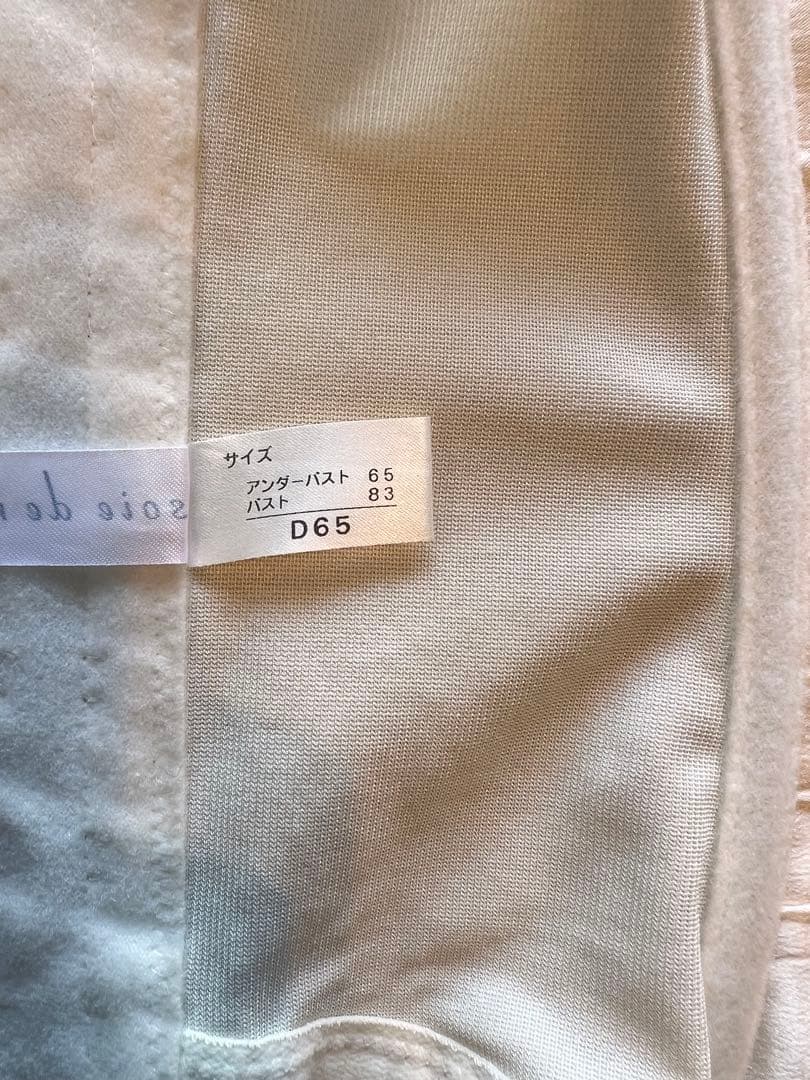 サイズ
アンダーバスト 65
バスト 83
D65
soie de